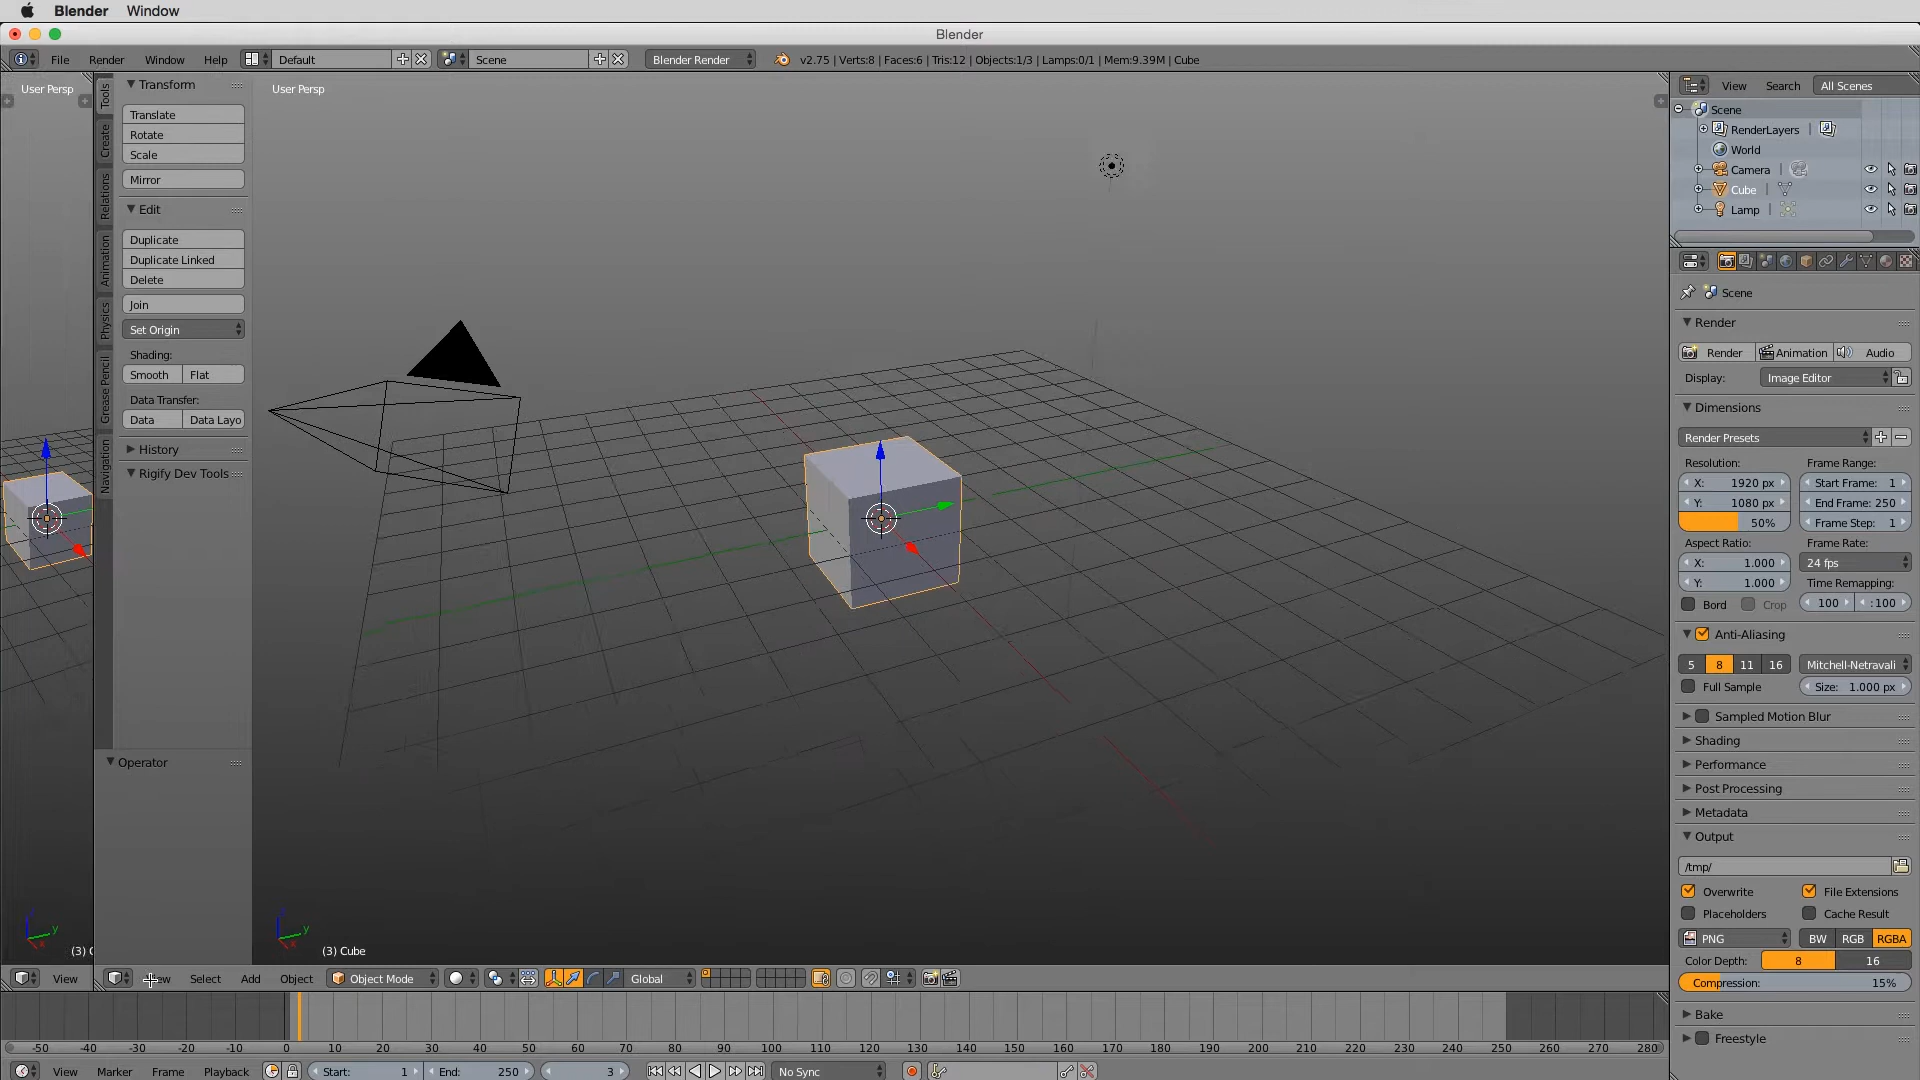 Blender Window
Blender
File Render Window Help Default Scene Blender Render v2.75 | Verts:8 | Faces:6 | Tris:12 | Objects:1/3 | Lamps:0/1 | Mem:9.39M | Cube
User Persp
Tools
Create
Relations
Animation
Physics
Grease Pencil
Navigation
Transform
Translate
Rotate
Scale
Mirror
Edit
Duplicate
Duplicate Linked
Delete
Join
Set Origin
Shading:
Smooth Flat
Data Transfer:
Data Data Layo
History
Rigify Dev Tools
Operator
User Persp
(3) C
(3) Cube
View
Select Add Object Object Mode Global
View Search All Scenes
Scene
RenderLayers |
World
Camera |
Cube |
Lamp |
Scene
Render
Render Animation Audio
Display: Image Editor
Dimensions
Render Presets
Resolution: Frame Range:
X: 1920 px Start Frame: 1
Y: 1080 px End Frame: 250
50% Frame Step: 1
Aspect Ratio: Frame Rate:
X: 1.000 24 fps
Y: 1.000 Time Remapping:
Bord Crop 100 :100
Anti-Aliasing
5 8 11 16 Mitchell-Netravali
Full Sample Size: 1.000 px
Sampled Motion Blur
Shading
Performance
Post Processing
Metadata
Output
/tmp/
Overwrite File Extensions
Placeholders Cache Result
PNG BW RGB RGBA
Color Depth: 8 16
Compression: 15%
Bake
Freestyle
-50 -40 -30 -20 -10 0 10 20 30 40 50 60 70 80 90 100 110 120 130 140 150 160 170 180 190 200 210 220 230 240 250 260 270 280
View Marker Frame Playback Start: 1 End: 250 3 No Sync